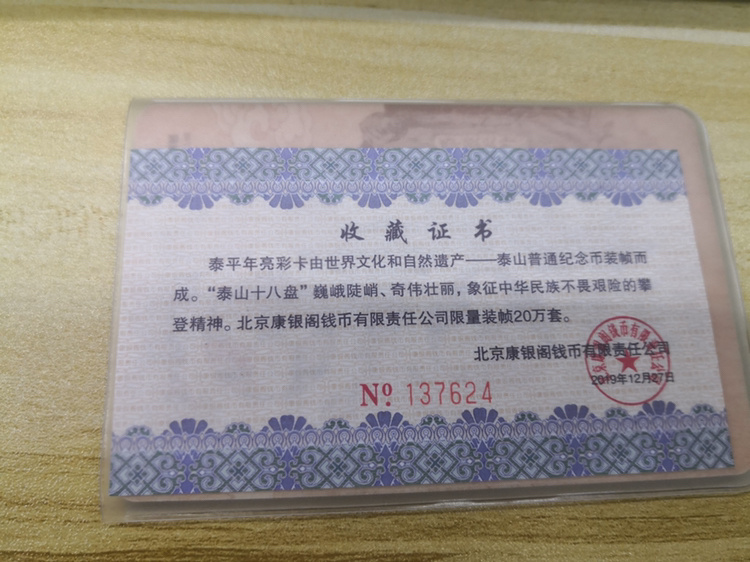 收藏证书
泰平年亮彩卡由世界文化和自然遗产——泰山普通纪念币装帧而
成。“泰山十八盘”巍峨陡峭、奇伟壮丽，象征中华民族不畏艰险的攀
登精神。北京康银阁钱币有限责任公司限量装帧20万套。
北京康银阁钱币有限责任公司
2019年12月27日
Nº 137624